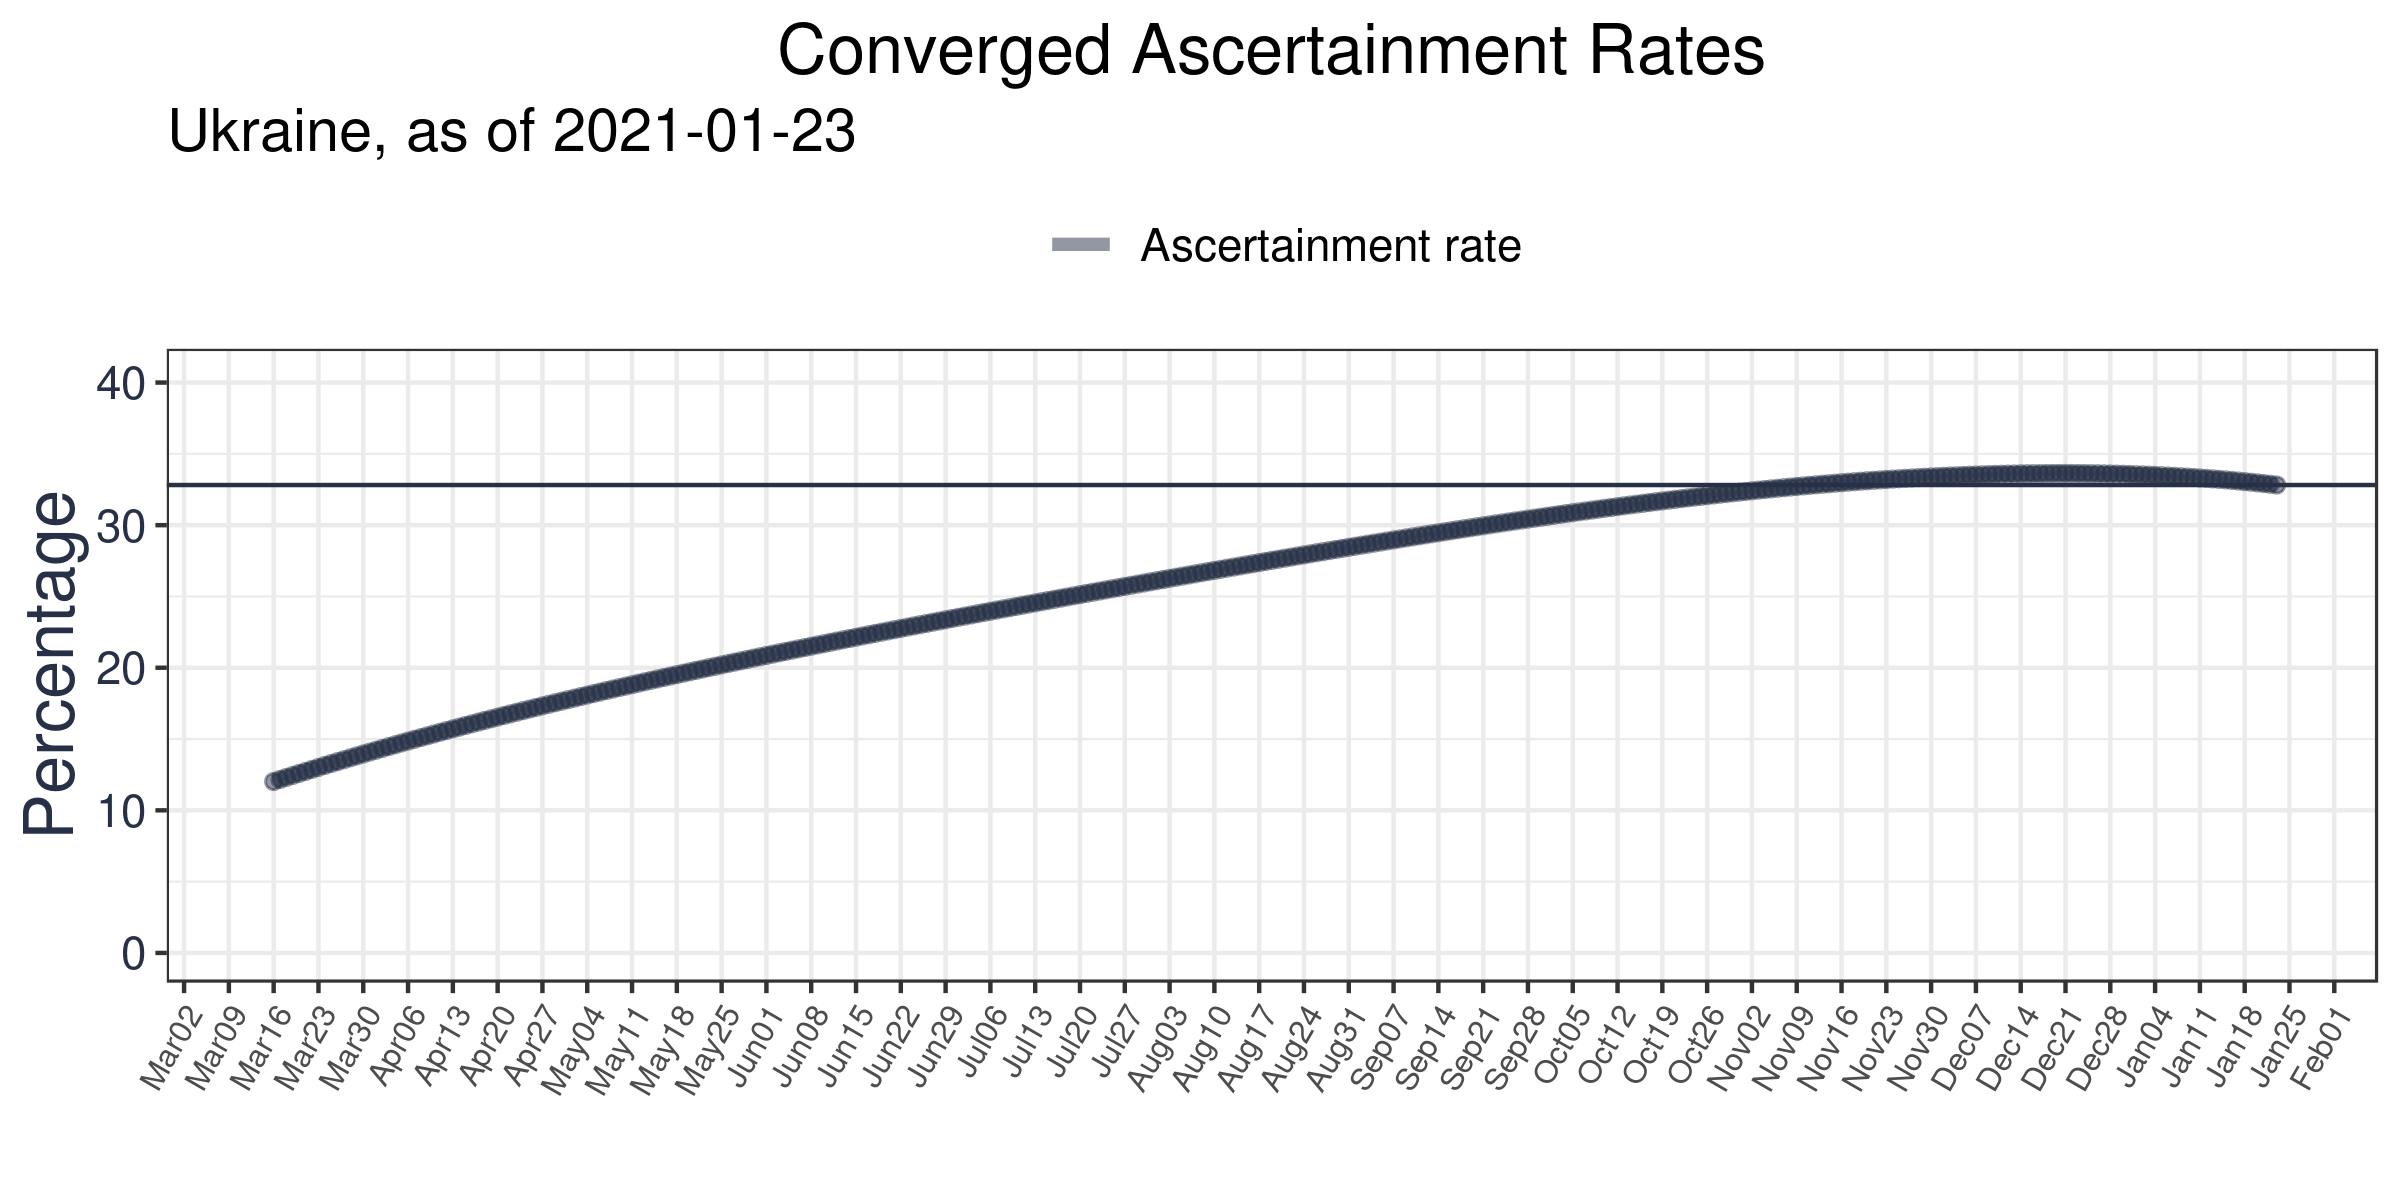 Converged Ascertainment Rates
Ukraine, as of 2021-01-23
Ascertainment rate
Percentage
40
30
20
10
0
Mar02
Mar09
Mar16
Mar23
Mar30
Apr06
Apr13
Apr20
Apr27
May04
May11
May18
May25
Jun01
Jun08
Jun15
Jun22
Jun29
Jul06
Jul13
Jul20
Jul27
Aug03
Aug10
Aug17
Aug24
Aug31
Sep07
Sep14
Sep21
Sep28
Oct05
Oct12
Oct19
Oct26
Nov02
Nov09
Nov16
Nov23
Nov30
Dec07
Dec14
Dec21
Dec28
Jan04
Jan11
Jan18
Jan25
Feb01